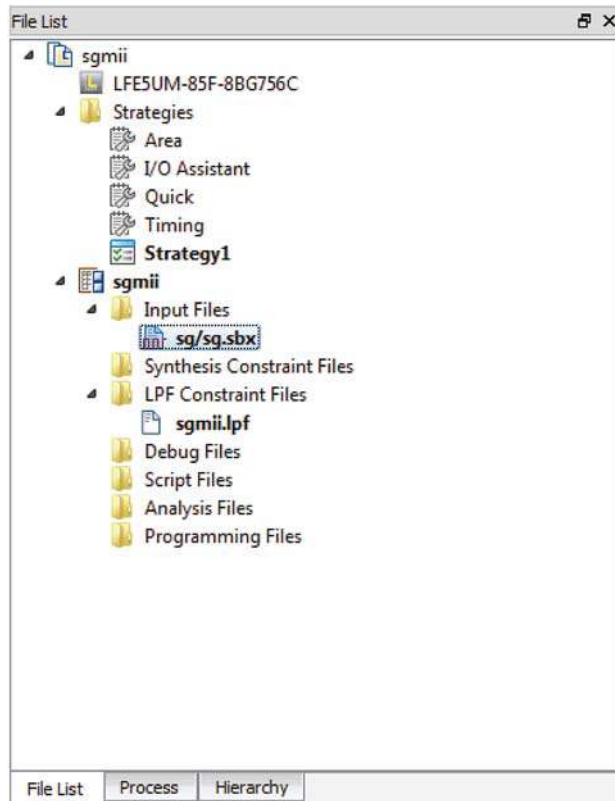 File List
sgmii
LFE5UM-85F-8BG756C
Strategies
Area
I/O Assistant
Quick
Timing
Strategy1
sgmii
Input Files
sg/sg.sbx
Synthesis Constraint Files
LPF Constraint Files
sgmii.lpf
Debug Files
Script Files
Analysis Files
Programming Files
File List Process Hierarchy